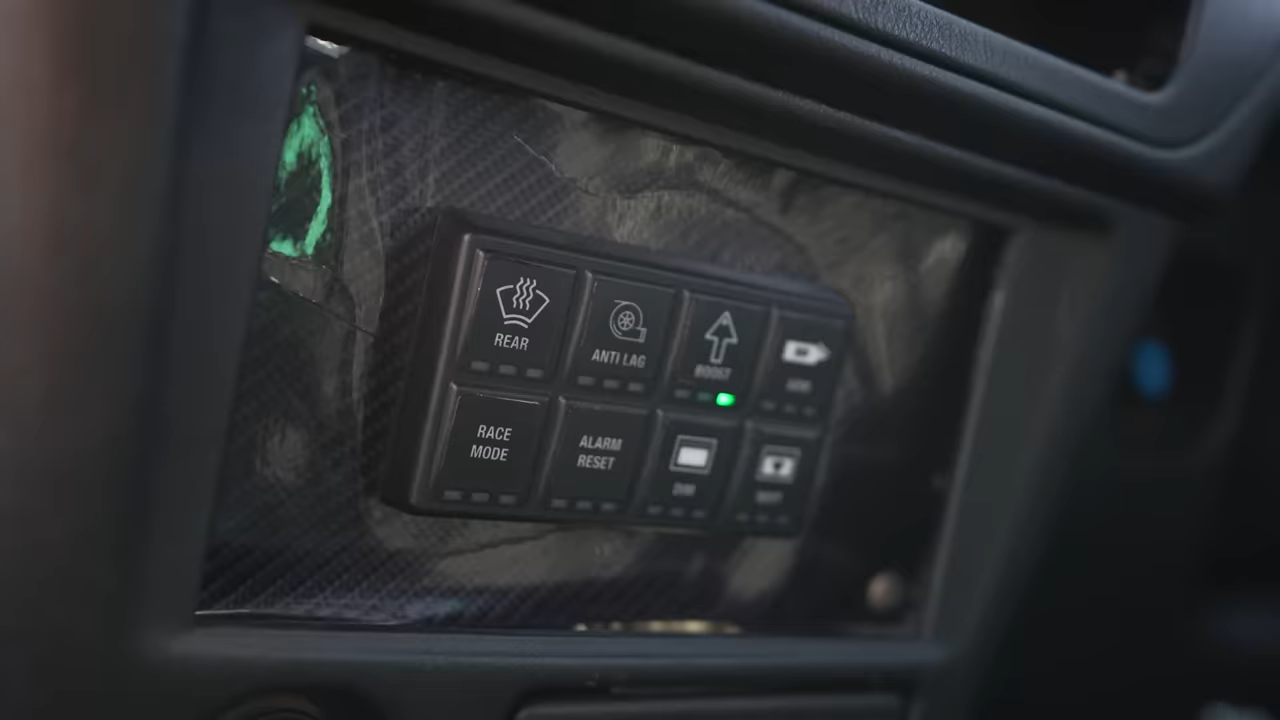 REAR
ANTI LAG
BOOST
RACE
MODE
ALARM
RESET